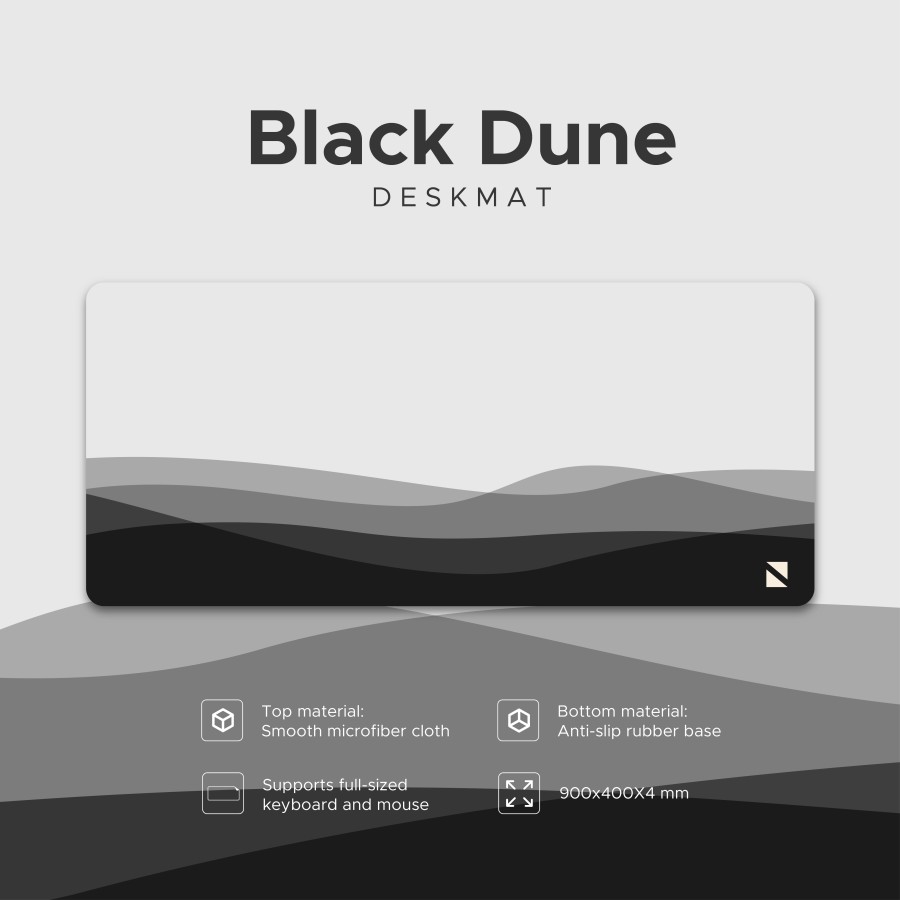 Black Dune
DESKMAT
Top material:
Smooth microfiber cloth
Bottom material:
Anti-slip rubber base
Supports full-sized
keyboard and mouse
900x400X4 mm